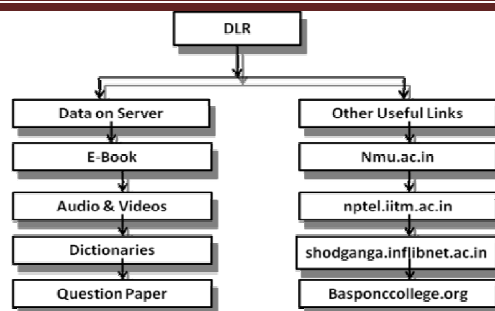 DLR
Data on Server
E-Book
Audio & Videos
Dictionaries
Question Paper
Other Useful Links
Nmu.ac.in
nptel.iitm.ac.in
shodganga.inflibnet.ac.in
Basponccollege.org